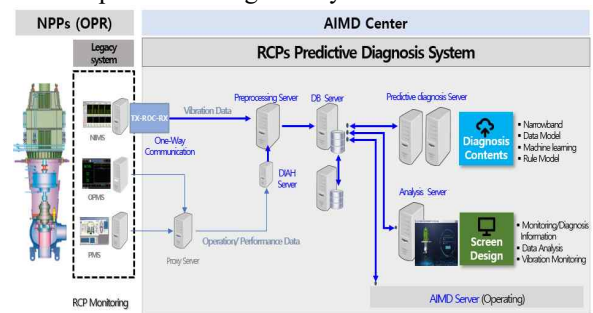 NPPs (OPR)
AIMD Center
Legacy
system
RCPs Predictive Diagnosis System
NIMS
OPMS
PMS
RCP Monitoring
TX-ROC-RX
Vibration Data
One-Way
Communication
Preprocessing Server
DIAH
Server
Proxy Server
Operation/ Performance Data
DB Server
Predictive diagnosis Server
Diagnosis
Contents
• Narrowband
• Data Model
• Machine learning
• Rule Model
Analysis Server
Screen
Design
• Monitoring/Diagnosis
Information
• Data Analysis
• Vibration Monitoring
AIMD Server (Operating)